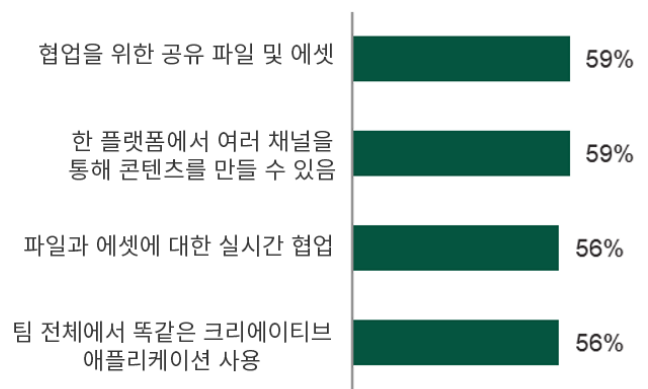 협업을 위한 공유 파일 및 에셋
59%
한 플랫폼에서 여러 채널을
통해 콘텐츠를 만들 수 있음
59%
파일과 에셋에 대한 실시간 협업
56%
팀 전체에서 똑같은 크리에이티브
애플리케이션 사용
56%